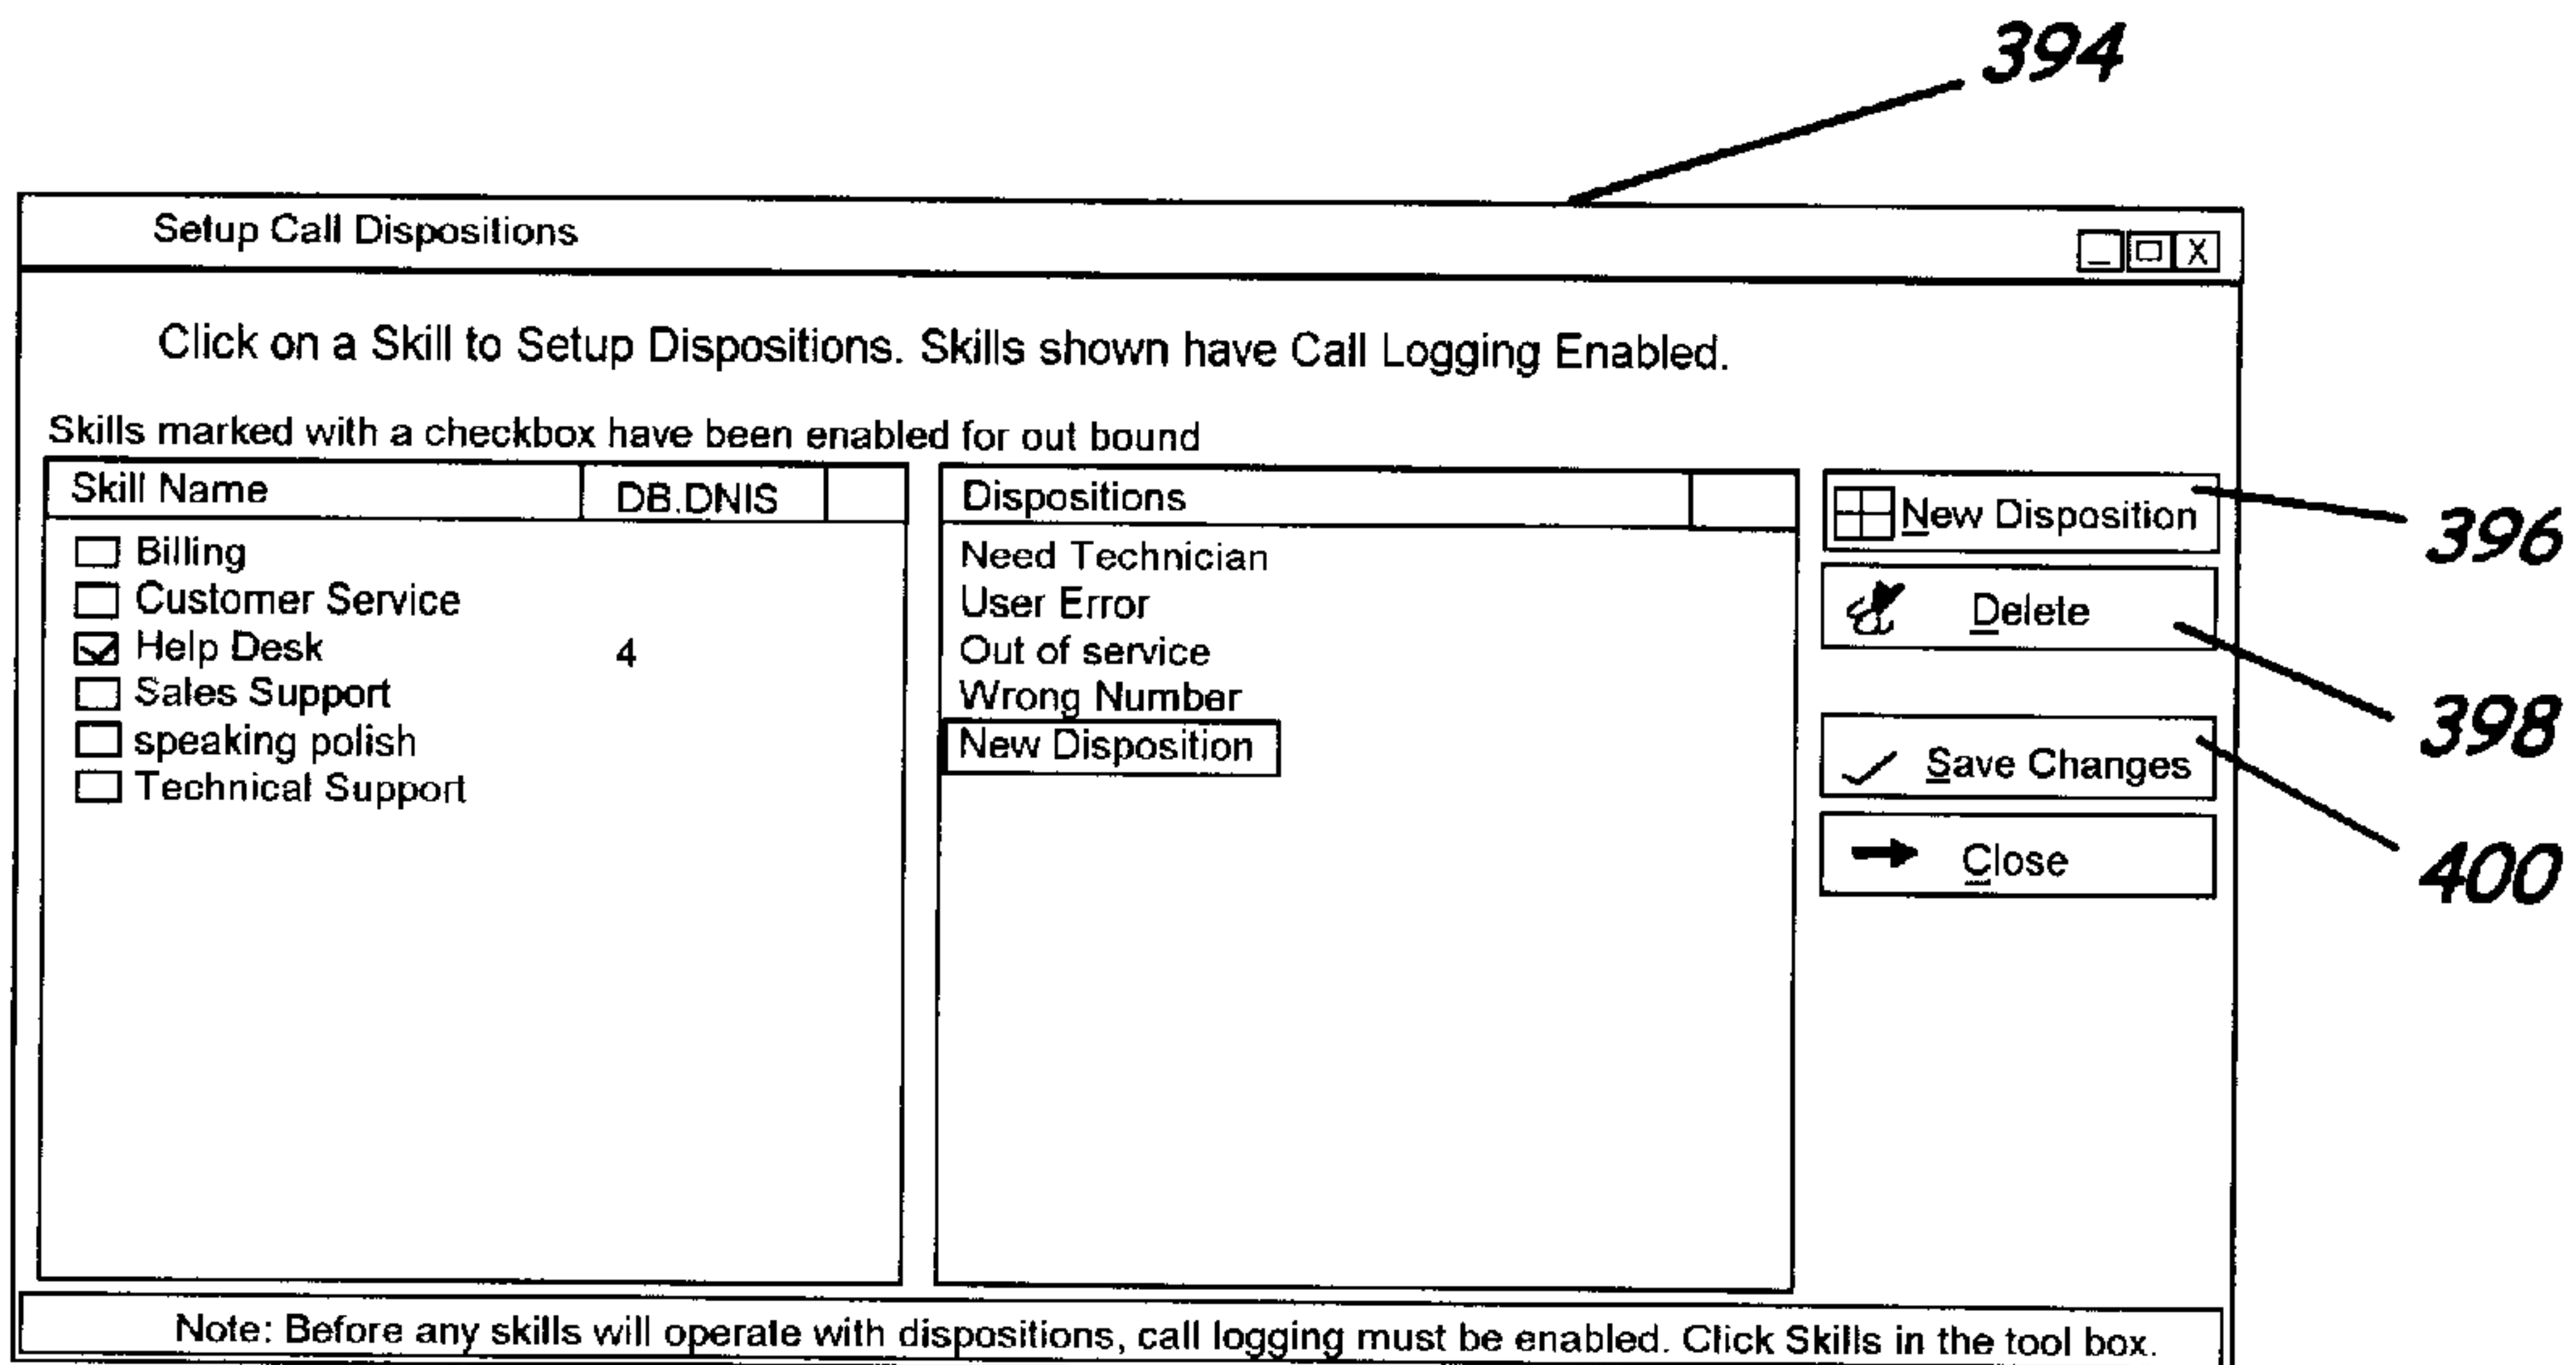 394
Setup Call Dispositions
Click on a Skill to Setup Dispositions. Skills shown have Call Logging Enabled.
Skills marked with a checkbox have been enabled for out bound
Skill Name DB.DNIS
Billing
Customer Service
Help Desk 4
Sales Support
speaking polish
Technical Support
Dispositions
Need Technician
User Error
Out of service
Wrong Number
New Disposition
New Disposition
Delete
Save Changes
Close
396
398
400
Note: Before any skills will operate with dispositions, call logging must be enabled. Click Skills in the tool box.